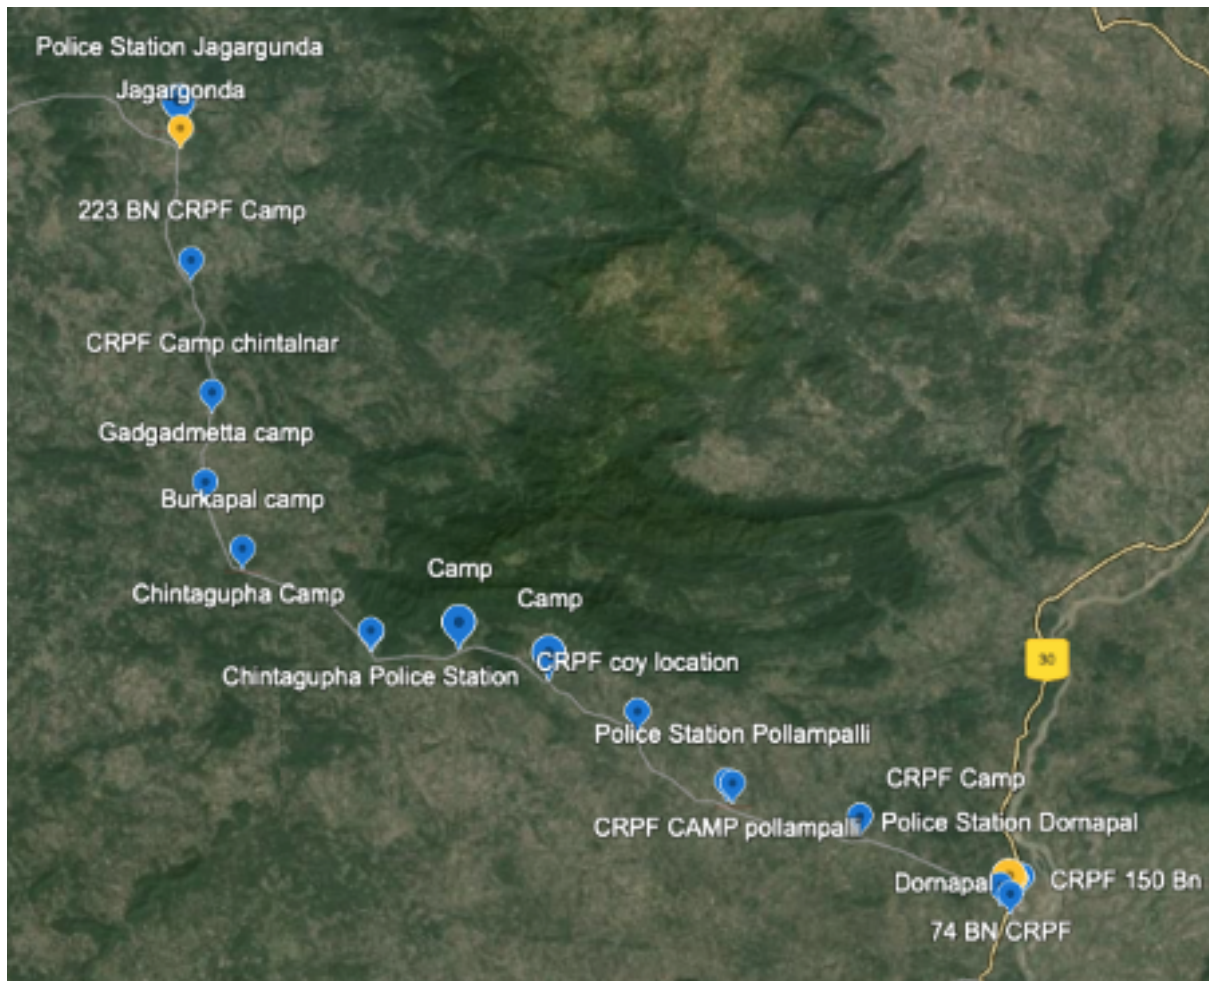 Police Station Jagargunda
Jagargonda
223 BN CRPF Camp
CRPF Camp chintalnar
Gadgadmetta camp
Burkapal camp
Camp
Chintagupha Camp
Camp
CRPF coy location
Chintagupha Police Station
30
Police Station Pollampalli
CRPF Camp
CRPF CAMP pollampalli
Police Station Dornapal
Dornapal
CRPF 150 Bn
74 BN CRPF